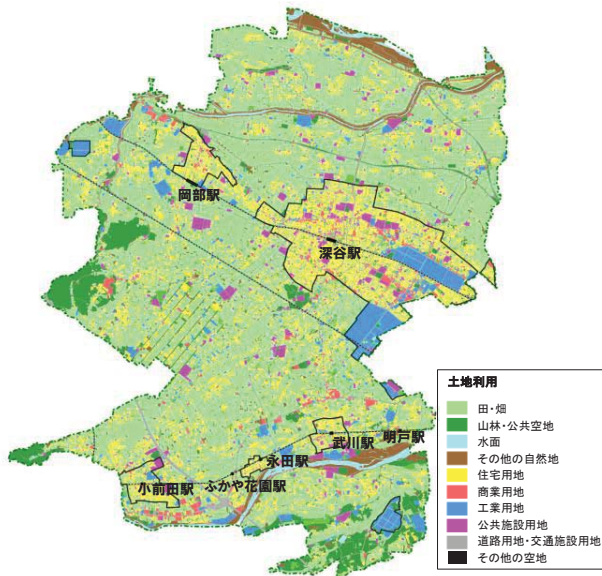 岡部駅
深谷駅
武川駅
明戸駅
永田駅
ふかや花園駅
小前田駅
土地利用
田・畑
山林・公共空地
水面
その他の自然地
住宅用地
商業用地
工業用地
公共施設用地
道路用地・交通施設用地
その他の空地